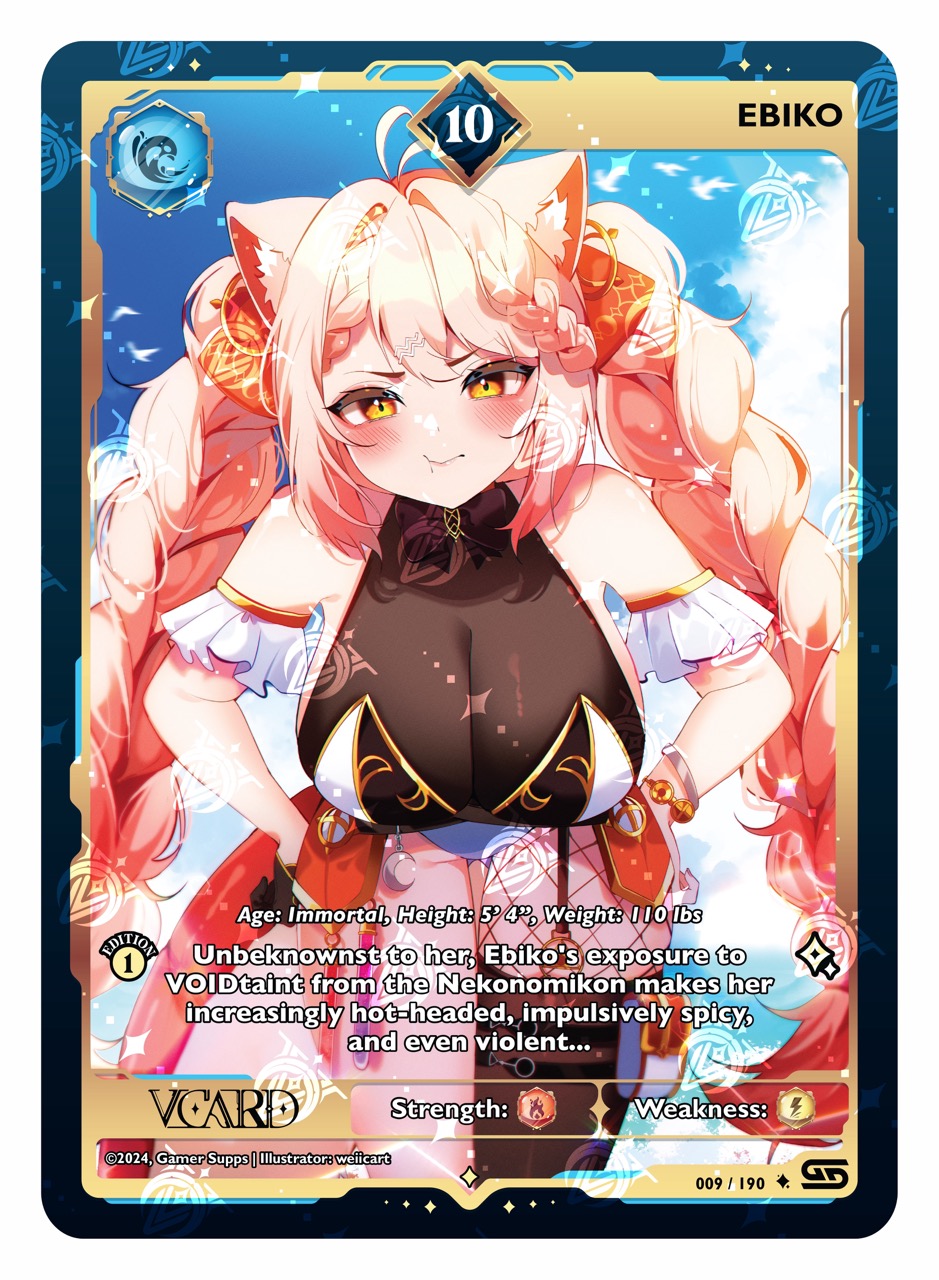 10
EBIKO
Age: Immortal, Height: 5' 4”, Weight: 110 lbs
EDITION
1
Unbeknownst to her, Ebiko's exposure to
VOIDtaint from the Nekonomikon makes her
increasingly hot-headed, impulsively spicy,
and even violent...
VCARD
Strength:
Weakness:
©2024, Gamer Supps | Illustrator: weiicart
009 / 190
GS